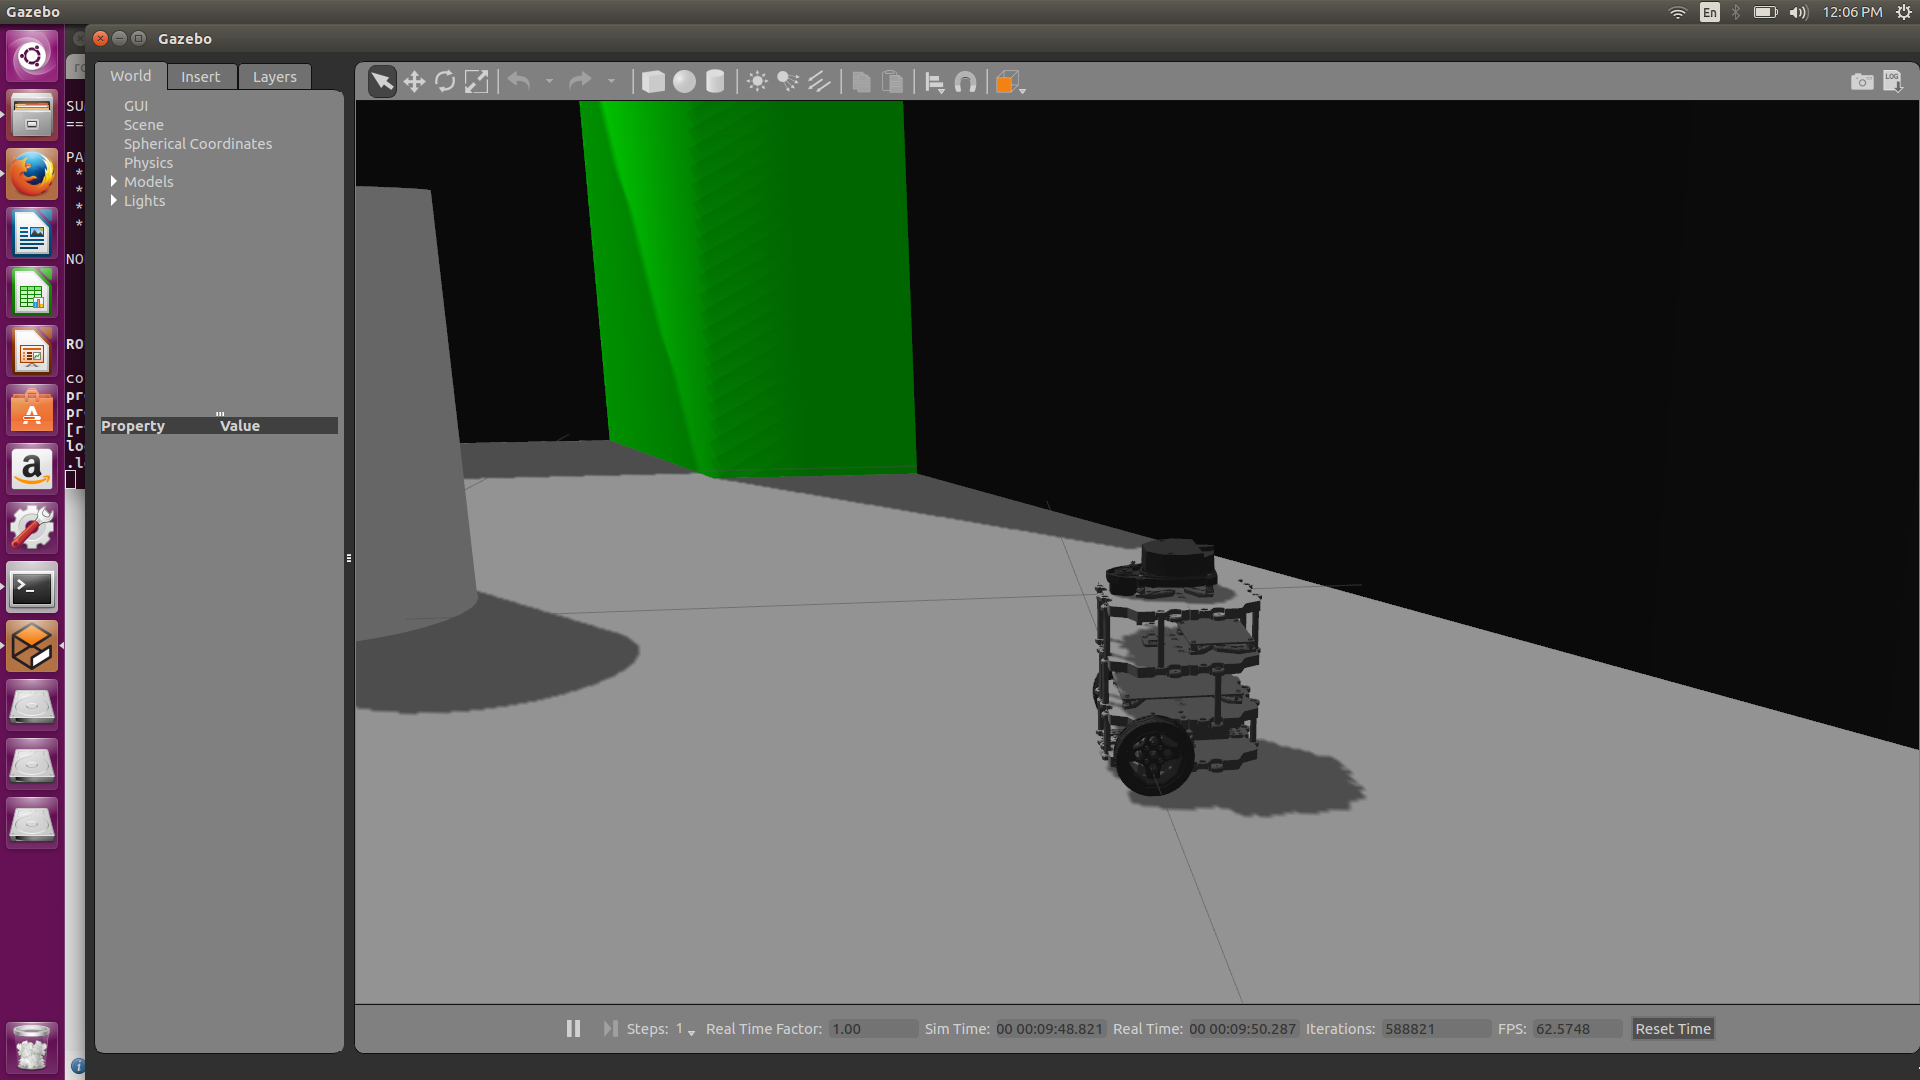 Gazebo
En
12:06 PM
Gazebo
World Insert Layers
GUI
Scene
Spherical Coordinates
Physics
Models
Lights
Property Value
SU
==
PA
*
*
*
*
NO
RO
co
pr
pr
[r
lo
.l
LOG
Steps: 1 Real Time Factor: 1.00 Sim Time: 00 00:09:48.821 Real Time: 00 00:09:50.287 Iterations: 588821 FPS: 62.5748 Reset Time